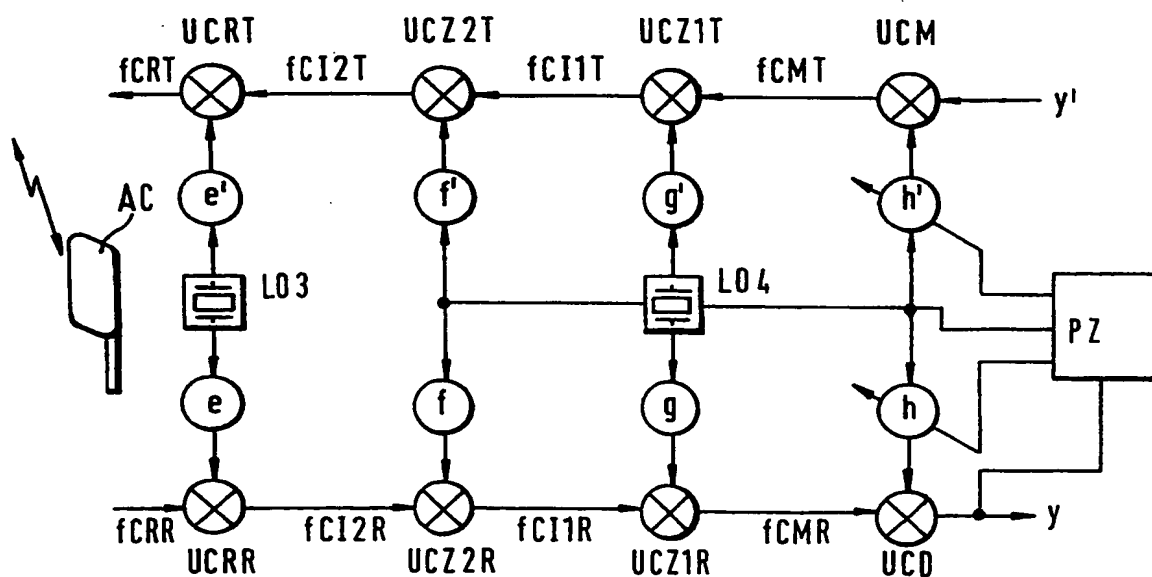 UCRT UCZ2T UCZ1T UCM
fCRT fCI2T fCI1T fCMT
y'
e' f' g' h'
AC
LO3 LO4
PZ
e f g h
fCRR fCI2R fCI1R fCMR y
UCRR UCZ2R UCZ1R UCD